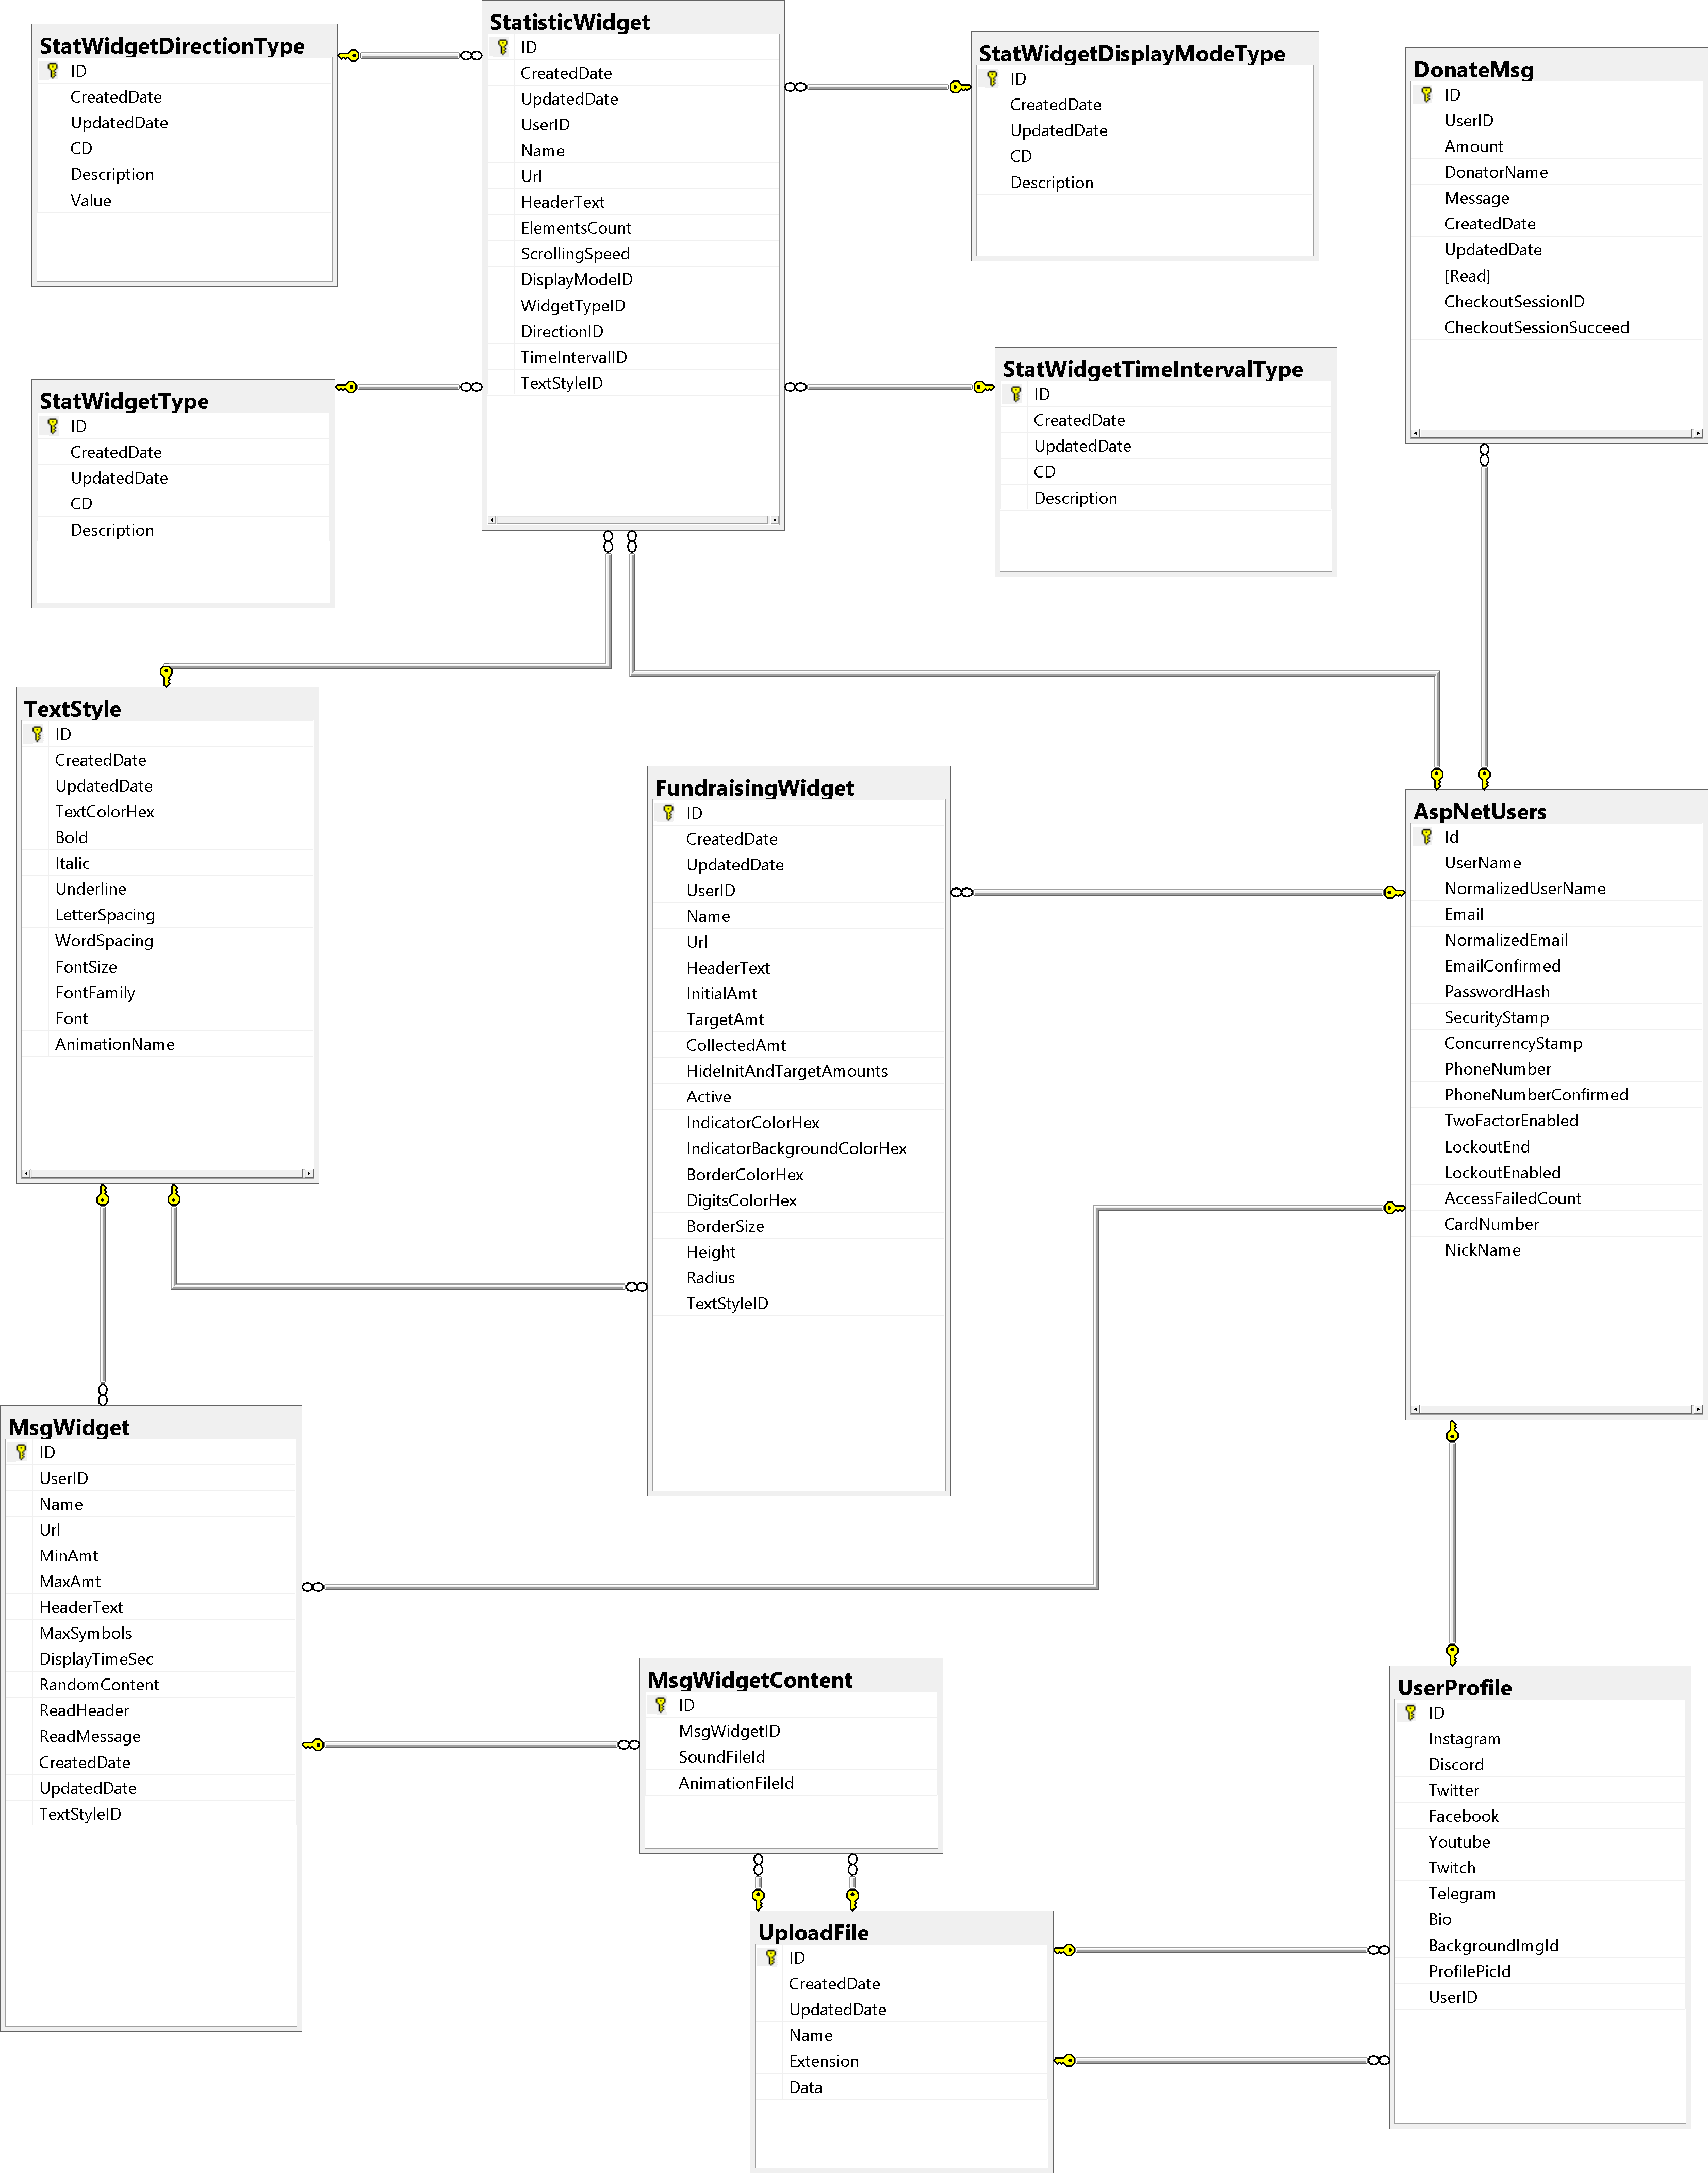 StatWidgetDirectionType
ID
CreatedDate
UpdatedDate
CD
Description
Value
StatisticWidget
ID
CreatedDate
UpdatedDate
UserID
Name
Url
HeaderText
ElementsCount
ScrollingSpeed
DisplayModeID
WidgetTypeID
DirectionID
TimeIntervalID
TextStyleID
StatWidgetDisplayModeType
ID
CreatedDate
UpdatedDate
CD
Description
DonateMsg
ID
UserID
Amount
DonatorName
Message
CreatedDate
UpdatedDate
[Read]
CheckoutSessionID
CheckoutSessionSucceed
StatWidgetType
ID
CreatedDate
UpdatedDate
CD
Description
StatWidgetTimeIntervalType
ID
CreatedDate
UpdatedDate
CD
Description
TextStyle
ID
CreatedDate
UpdatedDate
TextColorHex
Bold
Italic
Underline
LetterSpacing
WordSpacing
FontSize
FontFamily
Font
AnimationName
FundraisingWidget
ID
CreatedDate
UpdatedDate
UserID
Name
Url
HeaderText
InitialAmt
TargetAmt
CollectedAmt
HideInitAndTargetAmounts
Active
IndicatorColorHex
IndicatorBackgroundColorHex
BorderColorHex
DigitsColorHex
BorderSize
Height
Radius
TextStyleID
AspNetUsers
Id
UserName
NormalizedUserName
Email
NormalizedEmail
EmailConfirmed
PasswordHash
SecurityStamp
ConcurrencyStamp
PhoneNumber
PhoneNumberConfirmed
TwoFactorEnabled
LockoutEnd
LockoutEnabled
AccessFailedCount
CardNumber
NickName
MsgWidget
ID
UserID
Name
Url
MinAmt
MaxAmt
HeaderText
MaxSymbols
DisplayTimeSec
RandomContent
ReadHeader
ReadMessage
CreatedDate
UpdatedDate
TextStyleID
MsgWidgetContent
ID
MsgWidgetID
SoundFileId
AnimationFileId
UserProfile
ID
Instagram
Discord
Twitter
Facebook
Youtube
Twitch
Telegram
Bio
BackgroundImgId
ProfilePicId
UserID
UploadFile
ID
CreatedDate
UpdatedDate
Name
Extension
Data